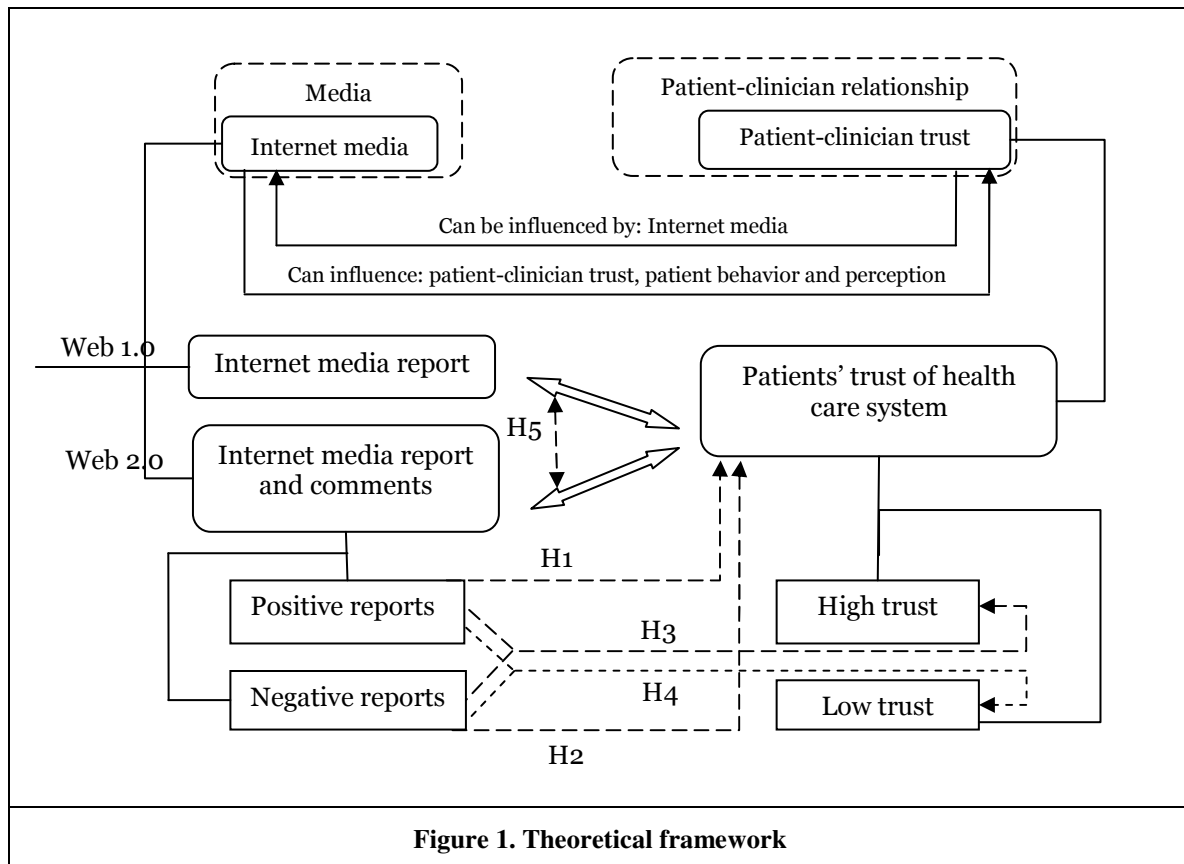 Media
Internet media
Patient-clinician relationship
Patient-clinician trust
Can be influenced by: Internet media
Can influence: patient-clinician trust, patient behavior and perception
Web 1.0
Internet media report
Patients’ trust of health
care system
H5
Web 2.0
Internet media report
and comments
H1
Positive reports
High trust
H3
Negative reports
H4
Low trust
H2
Figure 1. Theoretical framework